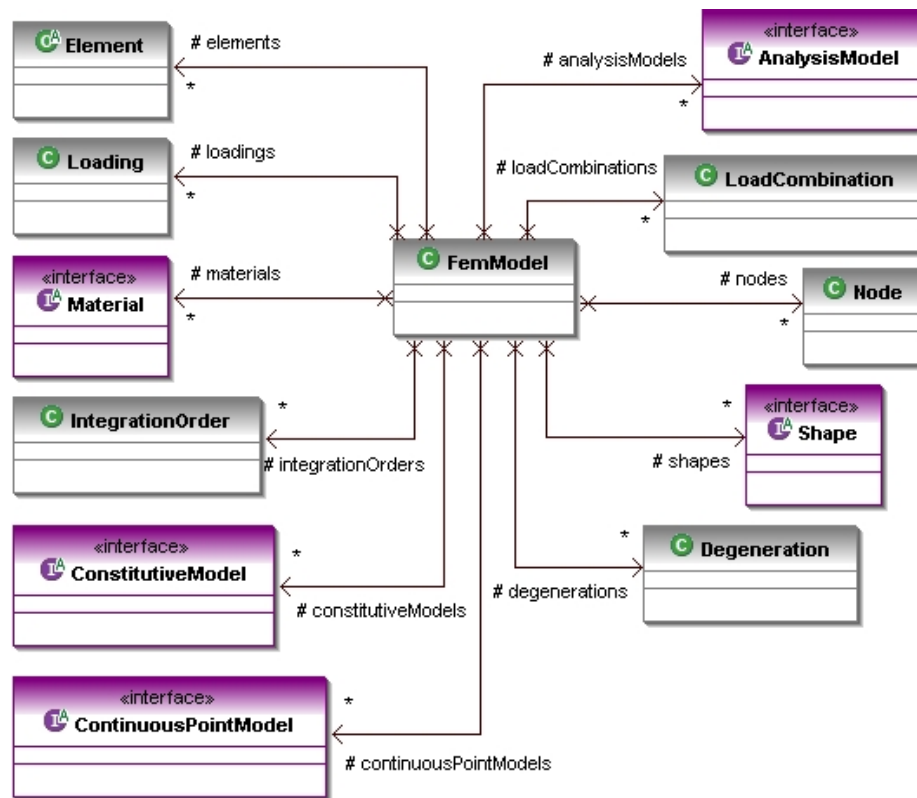 Element
# elements
*
«interface»
AnalysisModel
# analysisModels
*
Loading
# loadings
*
LoadCombination
# loadCombinations
*
FemModel
«interface»
Material
# materials
*
Node
# nodes
*
IntegrationOrder
*
# integrationOrders
«interface»
Shape
*
# shapes
«interface»
ConstitutiveModel
*
# constitutiveModels
Degeneration
*
# degenerations
«interface»
ContinuousPointModel
*
# continuousPointModels